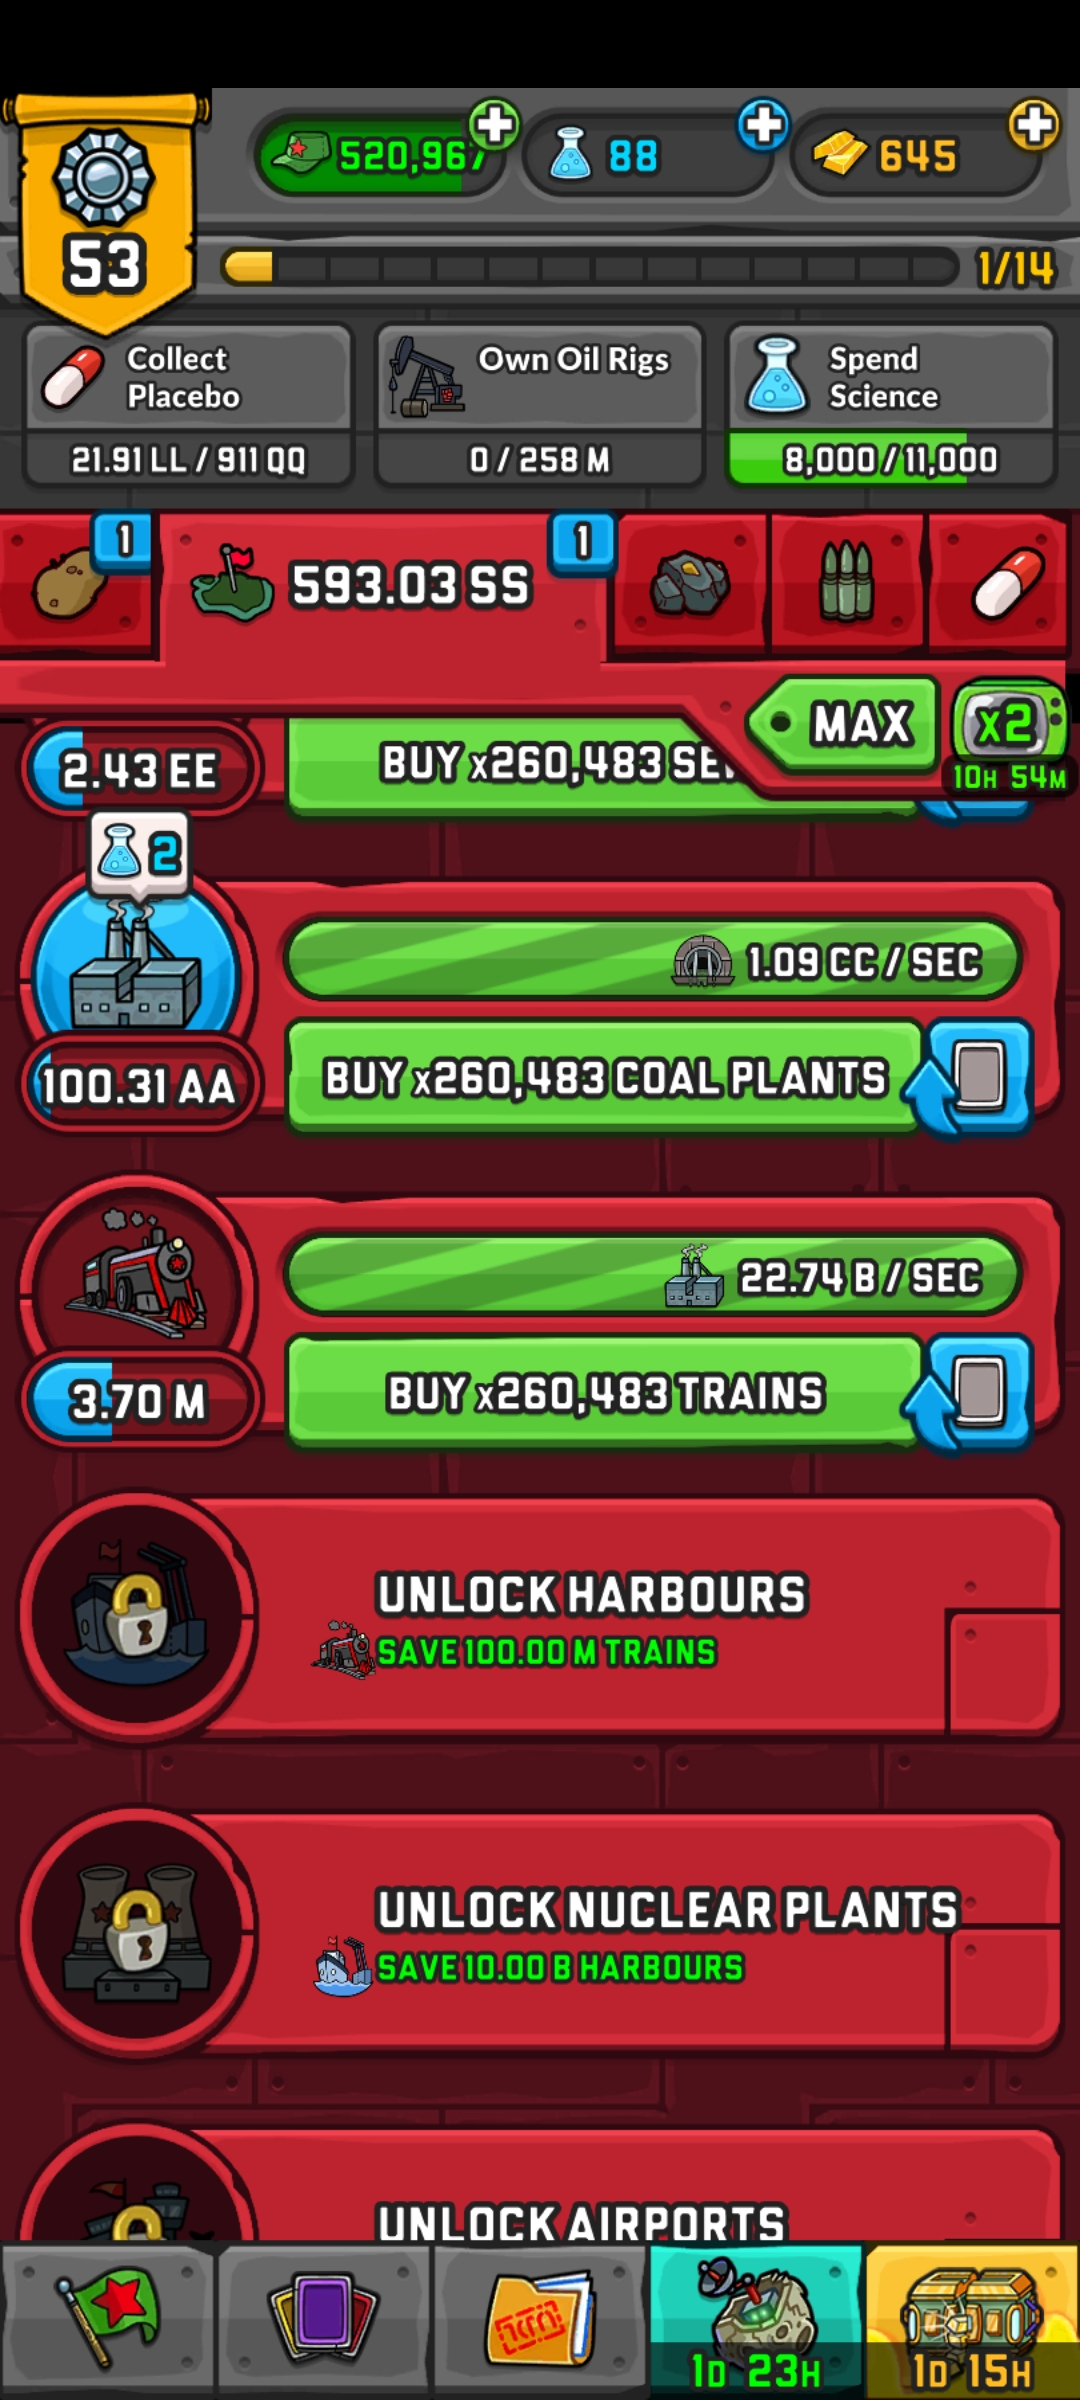 520,967
88
645
53
1/14
Collect
Placebo
21.91 LL / 911 QQ
Own Oil Rigs
0 / 258 M
Spend
Science
8,000 / 11,000
1
593.03 SS
1
MAX
x2
10H 54M
2.43 EE
BUY x260,483
2
1.09 CC / SEC
100.31 AA
BUY x260,483 COAL PLANTS
22.74 B / SEC
3.70 M
BUY x260,483 TRAINS
UNLOCK HARBOURS
SAVE 100.00 M TRAINS
UNLOCK NUCLEAR PLANTS
SAVE 10.00 B HARBOURS
UNLOCK AIRPORTS
1D 23H
1D 15H